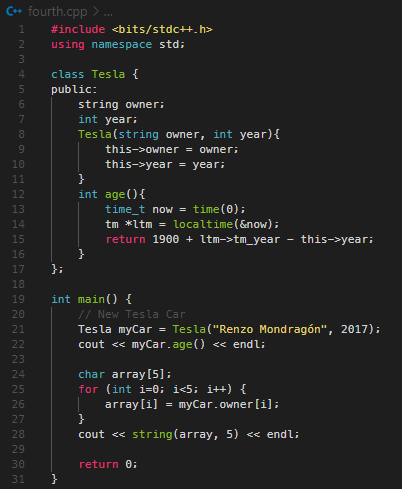 fourth.cpp > ...
1 #include <bits/stdc++.h>
2 using namespace std;
3
4 class Tesla {
5 public:
6     string owner;
7     int year;
8     Tesla(string owner, int year){
9         this->owner = owner;
10         this->year = year;
11     }
12     int age(){
13         time_t now = time(0);
14         tm *ltm = localtime(&now);
15         return 1900 + ltm->tm_year - this->year;
16     }
17 };
18
19 int main() {
20     // New Tesla Car
21     Tesla myCar = Tesla("Renzo Mondragón", 2017);
22     cout << myCar.age() << endl;
23
24     char array[5];
25     for (int i=0; i<5; i++) {
26         array[i] = myCar.owner[i];
27     }
28     cout << string(array, 5) << endl;
29
30     return 0;
31 }